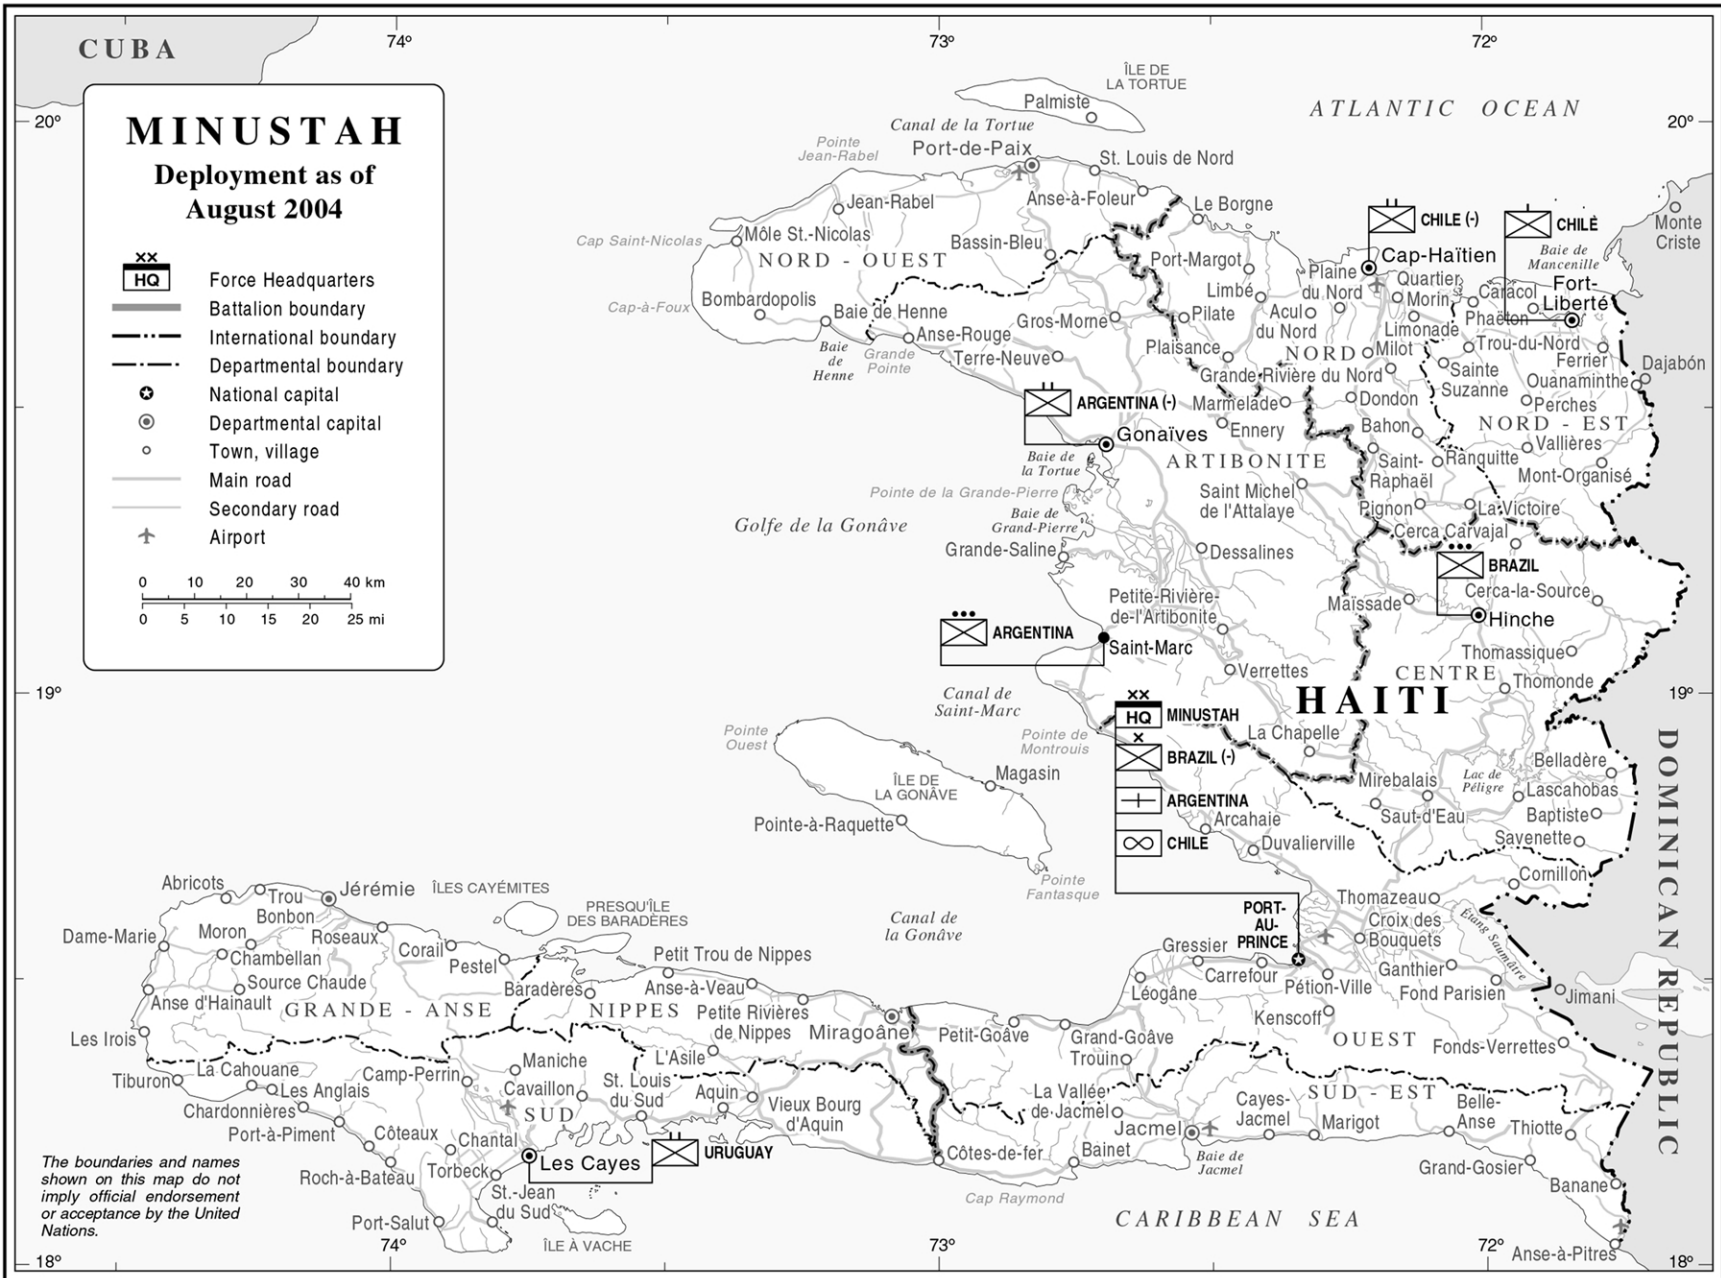 CUBA
74°
73°
72°
20°
20°
MINUSTAH
Deployment as of
August 2004
XX
HQ
Force Headquarters
Battalion boundary
International boundary
Departmental boundary
National capital
Departmental capital
Town, village
Main road
Secondary road
Airport
0 10 20 30 40 km
0 5 10 15 20 25 mi
ÎLE DE
LA TORTUE
Palmiste
ATLANTIC OCEAN
Canal de la Tortue
Pointe
Jean-Rabel
Port-de-Paix
St. Louis de Nord
Anse-à-Foleur
Le Borgne
Jean-Rabel
CHILE (-)
CHILE
Monte
Criste
Cap Saint-Nicolas
Môle St.-Nicolas
Bassin-Bleu
NORD - OUEST
Port-Margot
Cap-Haïtien
Baie de
Mancenille
Plaine
du Nord
Quartier
Morin
Caracol
Fort-
Liberté
Limbé
Cap-à-Foux
Bombardopolis
Baie de Henne
Gros-Morne
Pilate
Acul
du Nord
Limonade
Phaëton
Anse-Rouge
Baie
de
Henne
Grande
Pointe
Terre-Neuve
Plaisance
NORD
Milot
Trou-du-Nord
Ferrier
Dajabón
Grande-Rivière du Nord
Sainte
Suzanne
Ouanaminthe
ARGENTINA (-)
Marmelade
Dondon
Perches
NORD - EST
Gonaïves
Ennery
Bahon
Vallières
Baie de
la Tortue
ARTIBONITE
Saint-
Raphaël
Ranquitte
Mont-Organisé
Pointe de la Grande-Pierre
Saint Michel
de l'Attalaye
Pignon
La Victoire
Golfe de la Gonâve
Baie de
Grand-Pierre
Cerca Carvajal
Grande-Saline
Dessalines
BRAZIL
Cerca-la-Source
Petite-Rivière-
de-l'Artibonite
Maïssade
Hinche
ARGENTINA
Saint-Marc
Thomassique
Verrettes
CENTRE
Thomonde
19°
19°
HAITI
Canal de
Saint-Marc
XX
HQ
MINUSTAH
X
BRAZIL (-)
ARGENTINA
CHILE
Pointe
Ouest
Pointe de
Montrouis
La Chapelle
Belladère
Magasin
ÎLE DE
LA GONÂVE
Mirebalais
Lac de
Péligre
Lascahobas
Pointe-à-Raquette
Arcahaie
Saut-d'Eau
Baptiste
Savenette
Duvalierville
Pointe
Fantasque
Cornillon
Thomazeau
DOMINICAN REPUBLIC
Abricots
Trou
Bonbon
Jérémie
ÎLES CAYÉMITES
PRESQU'ÎLE
DES BARADÈRES
Canal de
la Gonâve
PORT-
AU-
PRINCE
Croix des
Bouquets
Étang Saumâtre
Dame-Marie
Moron
Chambellan
Roseaux
Corail
Pestel
Petit Trou de Nippes
Gressier
Carrefour
Ganthier
Source Chaude
Anse d'Hainault
Baradères
Anse-à-Veau
Léogâne
Pétion-Ville
Fond Parisien
Jimani
GRANDE - ANSE
NIPPES
Petite Rivières
de Nippes
Miragoâne
Petit-Goâve
Grand-Goâve
Kenscoff
OUEST
Les Irois
L'Asile
Trouin
Fonds-Verrettes
Tiburon
La Cahouane
Les Anglais
Camp-Perrin
Maniche
Cavaillon
St. Louis
du Sud
Aquin
La Vallée
de Jacmel
Cayes-
Jacmel
SUD - EST
Belle-
Anse
Chardonnières
SUD
Vieux Bourg
d'Aquin
Port-à-Piment
Côteaux
Chantal
Jacmel
Marigot
Thiotte
Les Cayes
URUGUAY
Côtes-de-fer
Bainet
Baie de
Jacmel
Grand-Gosier
Roch-à-Bateau
Torbeck
Banane
The boundaries and names
shown on this map do not
imply official endorsement
or acceptance by the United
Nations.
St.-Jean
du Sud
Cap Raymond
Port-Salut
ÎLE À VACHE
CARIBBEAN SEA
Anse-à-Pitres
18°
74°
73°
72°
18°